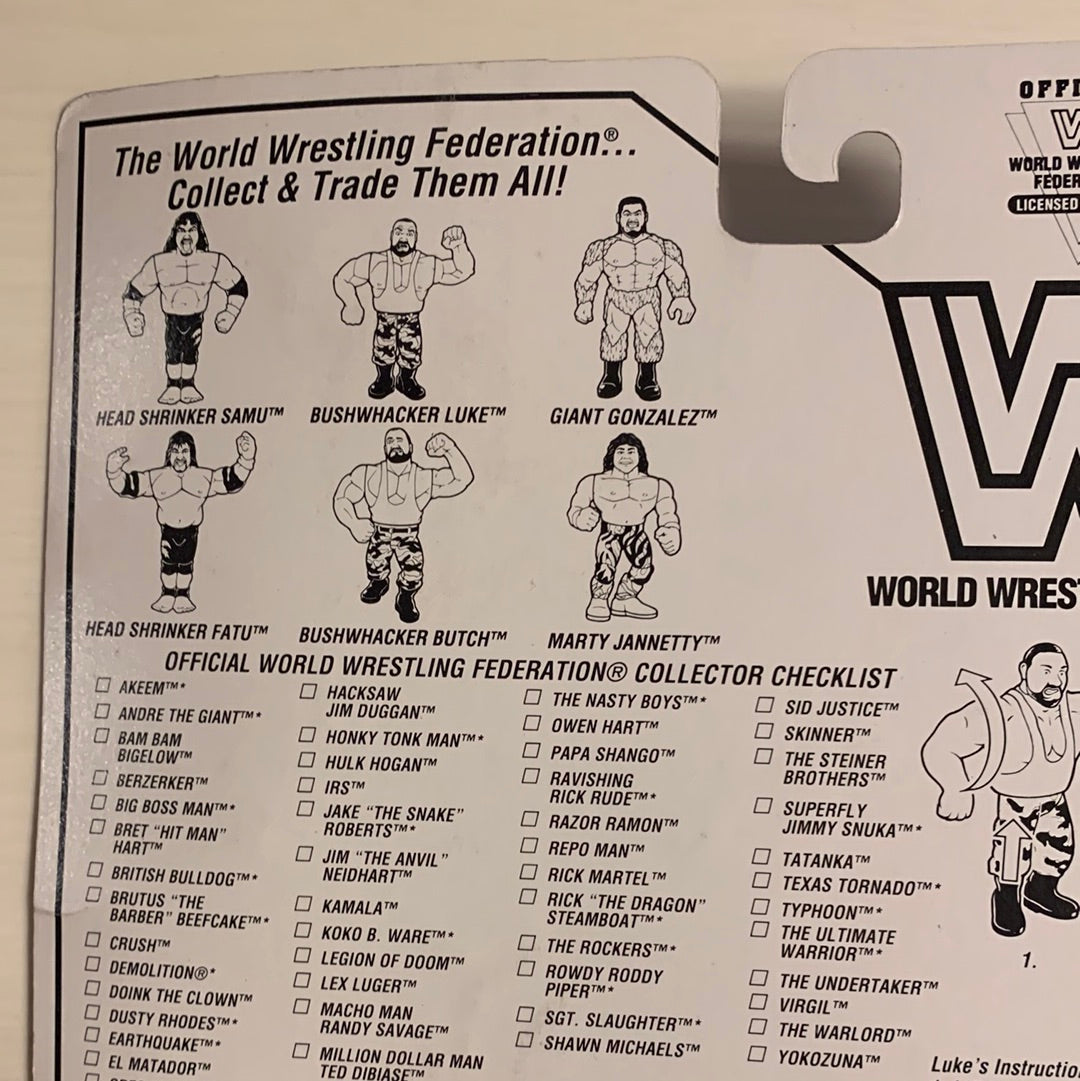 The World Wrestling Federation®...
Collect & Trade Them All!
HEAD SHRINKER SAMU™
BUSHWHACKER LUKE™
GIANT GONZALEZ™
HEAD SHRINKER FATU™
BUSHWHACKER BUTCH™
MARTY JANNETTY™
OFFICIAL WORLD WRESTLING FEDERATION® COLLECTOR CHECKLIST
AKEEM™*
ANDRE THE GIANT™*
BAM BAM
BIGELOW™
BERZERKER™
BIG BOSS MAN™*
BRET "HIT MAN"
HART™
BRITISH BULLDOG™*
BRUTUS "THE
BARBER" BEEFCAKE™*
CRUSH™
DEMOLITION®*
DOINK THE CLOWN™
DUSTY RHODES™*
EARTHQUAKE™*
EL MATADOR™
HACKSAW
JIM DUGGAN™
HONKY TONK MAN™*
HULK HOGAN™
IRS™
JAKE "THE SNAKE"
ROBERTS™*
JIM "THE ANVIL"
NEIDHART™
KAMALA™
KOKO B. WARE™*
LEGION OF DOOM™
LEX LUGER™
MACHO MAN
RANDY SAVAGE™
MILLION DOLLAR MAN
TED DIBIASE™
THE NASTY BOYS™*
OWEN HART™
PAPA SHANGO™
RAVISHING
RICK RUDE™*
RAZOR RAMON™
REPO MAN™
RICK MARTEL™
RICK "THE DRAGON"
STEAMBOAT™*
THE ROCKERS™*
ROWDY RODDY
PIPER™*
SGT. SLAUGHTER™*
SHAWN MICHAELS™
SID JUSTICE™
SKINNER™
THE STEINER
BROTHERS™
SUPERFLY
JIMMY SNUKA™*
TATANKA™
TEXAS TORNADO™*
TYPHOON™*
THE ULTIMATE
WARRIOR™*
THE UNDERTAKER™
VIRGIL™
THE WARLORD™
YOKOZUNA™
OFFI
W
WORLD W
FEDER
LICENSED
W
WORLD WREST
1.
Luke's Instructio